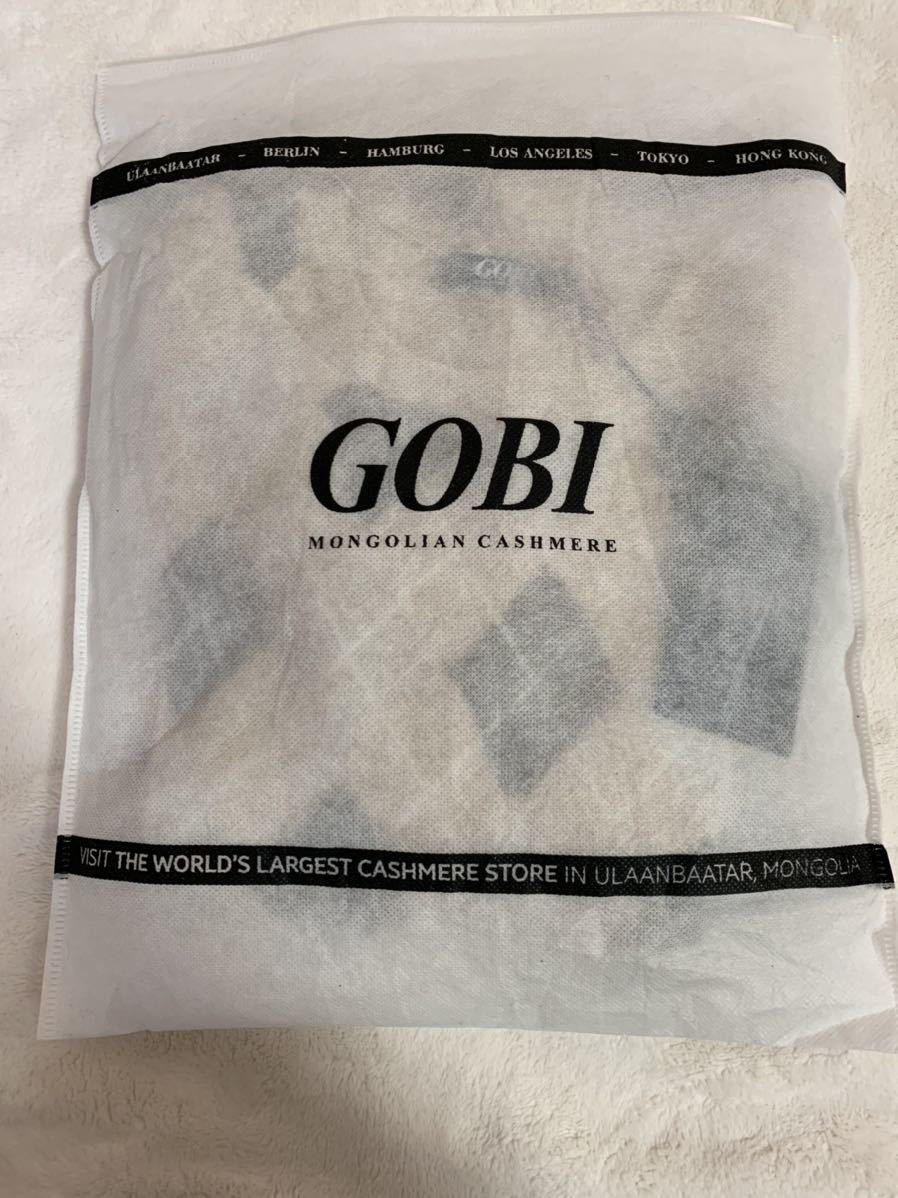 ULAANBAATAR – BERLIN – HAMBURG – LOS ANGELES – TOKYO – HONG KONG
GO
GOBI
MONGOLIAN CASHMERE
VISIT THE WORLD'S LARGEST CASHMERE STORE IN ULAANBAATAR, MONGOLIA